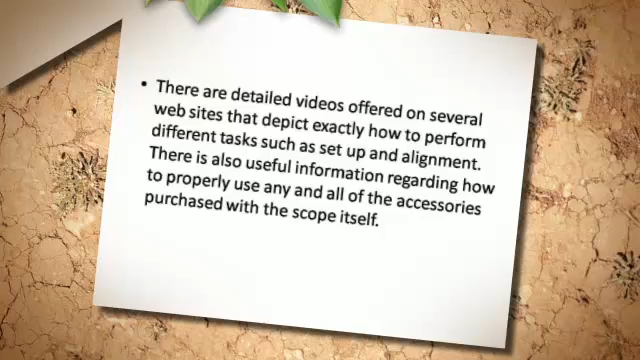 • There are detailed videos offered on several
web sites that depict exactly how to perform
different tasks such as set up and alignment.
There is also useful information regarding how
to properly use any and all of the accessories
purchased with the scope itself.